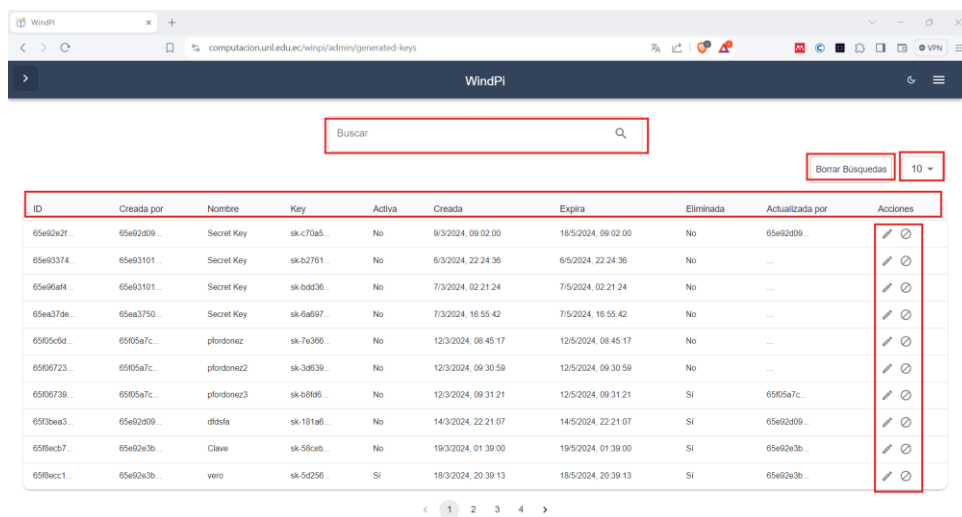 WindPi
computacion.unl.edu.ec/winpi/admin/generated-keys
VPN
WindPi
Buscar
Borrar Búsquedas 10
ID Creada por Nombre Key Activa Creada Expira Eliminada Actualizada por Acciones
65e92e2f... 65e92d09... Secret Key sk-c70a5... No 9/3/2024, 09:02:00 18/5/2024, 09:02:00 No 65e92d09...
65e93374... 65e93101... Secret Key sk-b2761... No 6/3/2024, 22:24:36 6/5/2024, 22:24:36 No ...
65e96af4... 65e93101... Secret Key sk-bdd36... No 7/3/2024, 02:21:24 7/5/2024, 02:21:24 No ...
65ea37de... 65ea3750... Secret Key sk-6a697... No 7/3/2024, 16:55:42 7/5/2024, 16:55:42 No ...
65f05c6d... 65f05a7c... pfordonez sk-7e366... No 12/3/2024, 08:45:17 12/5/2024, 08:45:17 No ...
65f06723... 65f05a7c... pfordonez2 sk-3d639... No 12/3/2024, 09:30:59 12/5/2024, 09:30:59 No ...
65f06739... 65f05a7c... pfordonez3 sk-b8fd6... No 12/3/2024, 09:31:21 12/5/2024, 09:31:21 Sí 65f05a7c...
65f3bea3... 65e92d09... dfdsfa sk-181a6... No 14/3/2024, 22:21:07 14/5/2024, 22:21:07 Sí 65e92d09...
65f8ecb7... 65e92e3b... Clave sk-58ceb... No 19/3/2024, 01:39:00 19/5/2024, 01:39:00 Sí 65e92e3b...
65f8ecc1... 65e92e3b... vero sk-5d256... Sí 18/3/2024, 20:39:13 18/5/2024, 20:39:13 Sí 65e92e3b...
1 2 3 4